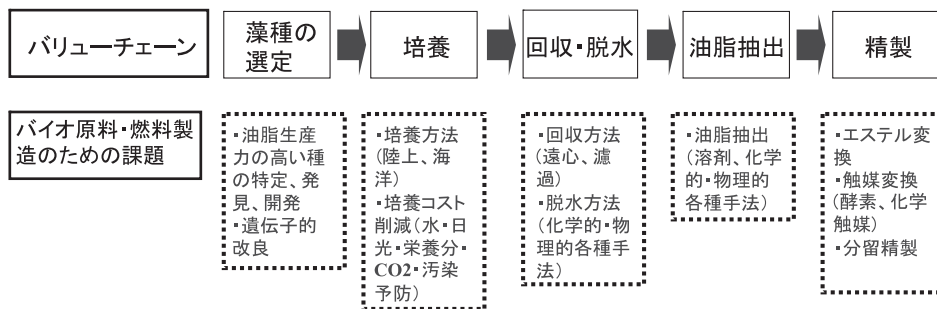 バリューチェーン
藻種の
選定
培養
回収・脱水
油脂抽出
精製
バイオ原料・燃料製
造のための課題
・油脂生産
力の高い種
の特定、発
見、開発
・遺伝子的
改良
・培養方法
(陸上、海
洋)
・培養コスト
削減(水・日
光・栄養分・
CO2・汚染
予防)
・回収方法
(遠心、濾
過)
・脱水方法
(化学的・物
理的各種手
法)
・油脂抽出
(溶剤、化学
的・物理的
各種手法)
・エステル変
換
・触媒変換
(酵素、化学
触媒)
・分留精製